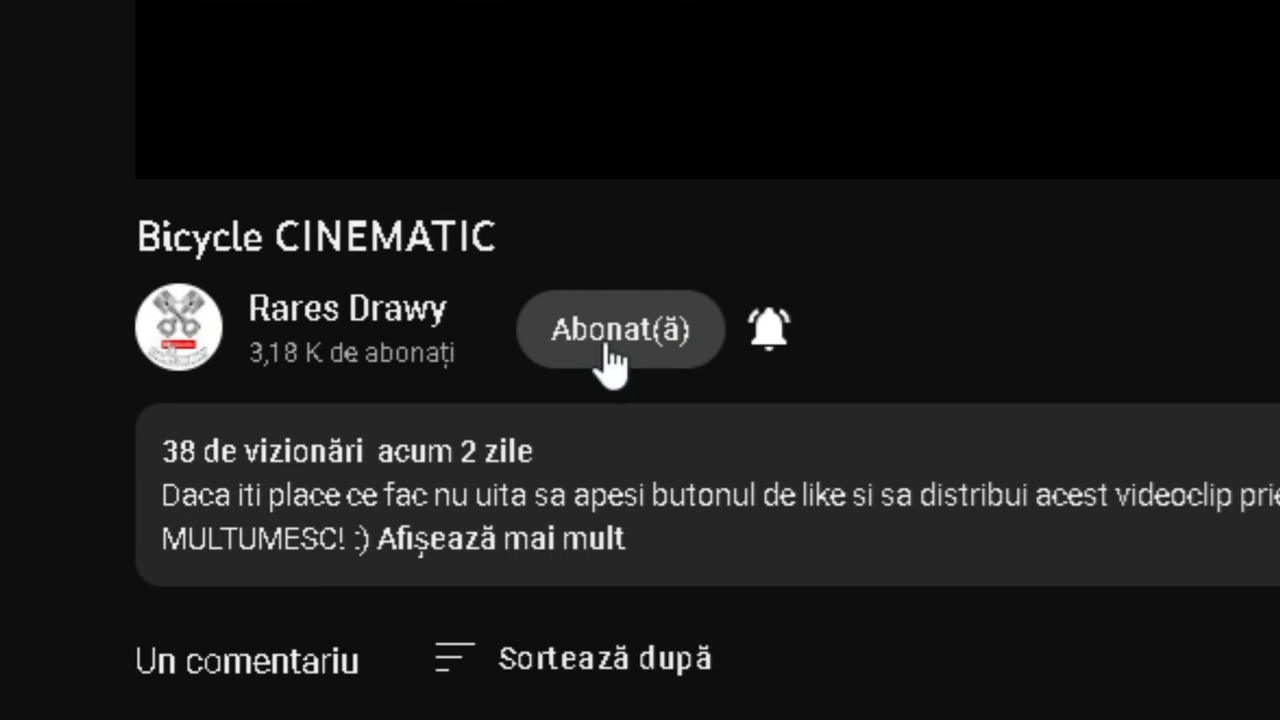 Bicycle CINEMATIC
Rares Drawy
3,18 K de abonați
Abonat(ă)
38 de vizionări acum 2 zile
Daca iti place ce fac nu uita sa apesi butonul de like si sa distribui acest videoclip
MULTUMESC! :) Afișează mai mult
Un comentariu
Sortează după